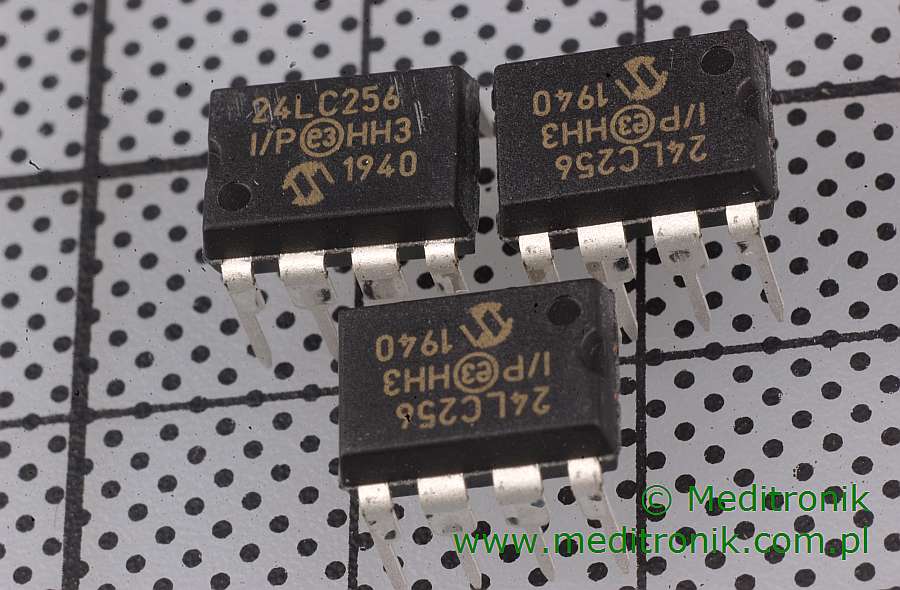 24LC256
I/P e3 HH3
1940
24LC256
I/P e3 HH3
1940
24LC256
I/P e3 HH3
1940
© Meditronik
www.meditronik.com.pl